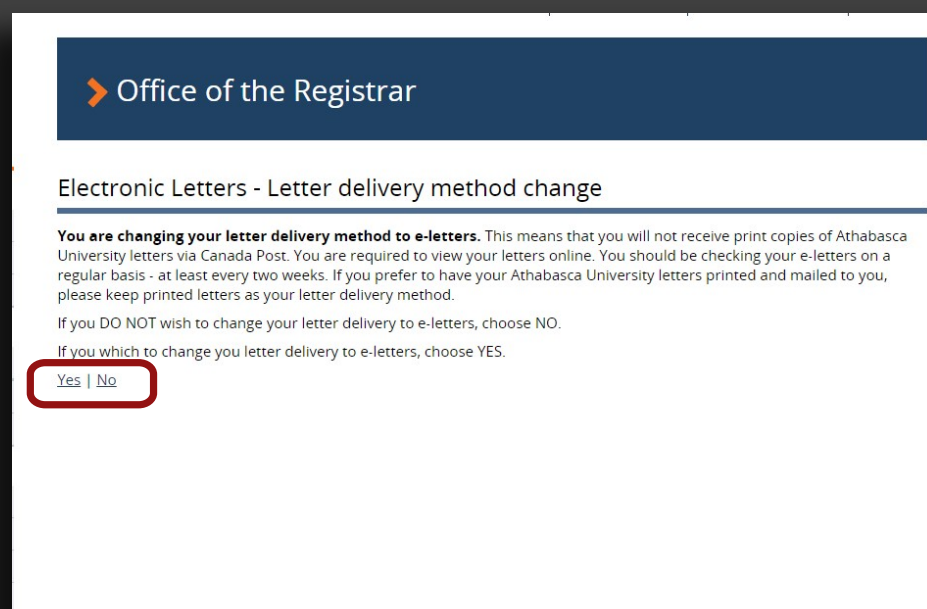 Office of the Registrar
Electronic Letters - Letter delivery method change
You are changing your letter delivery method to e-letters. This means that you will not receive print copies of Athabasca
University letters via Canada Post. You are required to view your letters online. You should be checking your e-letters on a
regular basis - at least every two weeks. If you prefer to have your Athabasca University letters printed and mailed to you,
please keep printed letters as your letter delivery method.
If you DO NOT wish to change your letter delivery to e-letters, choose NO.
If you which to change you letter delivery to e-letters, choose YES.
Yes | No